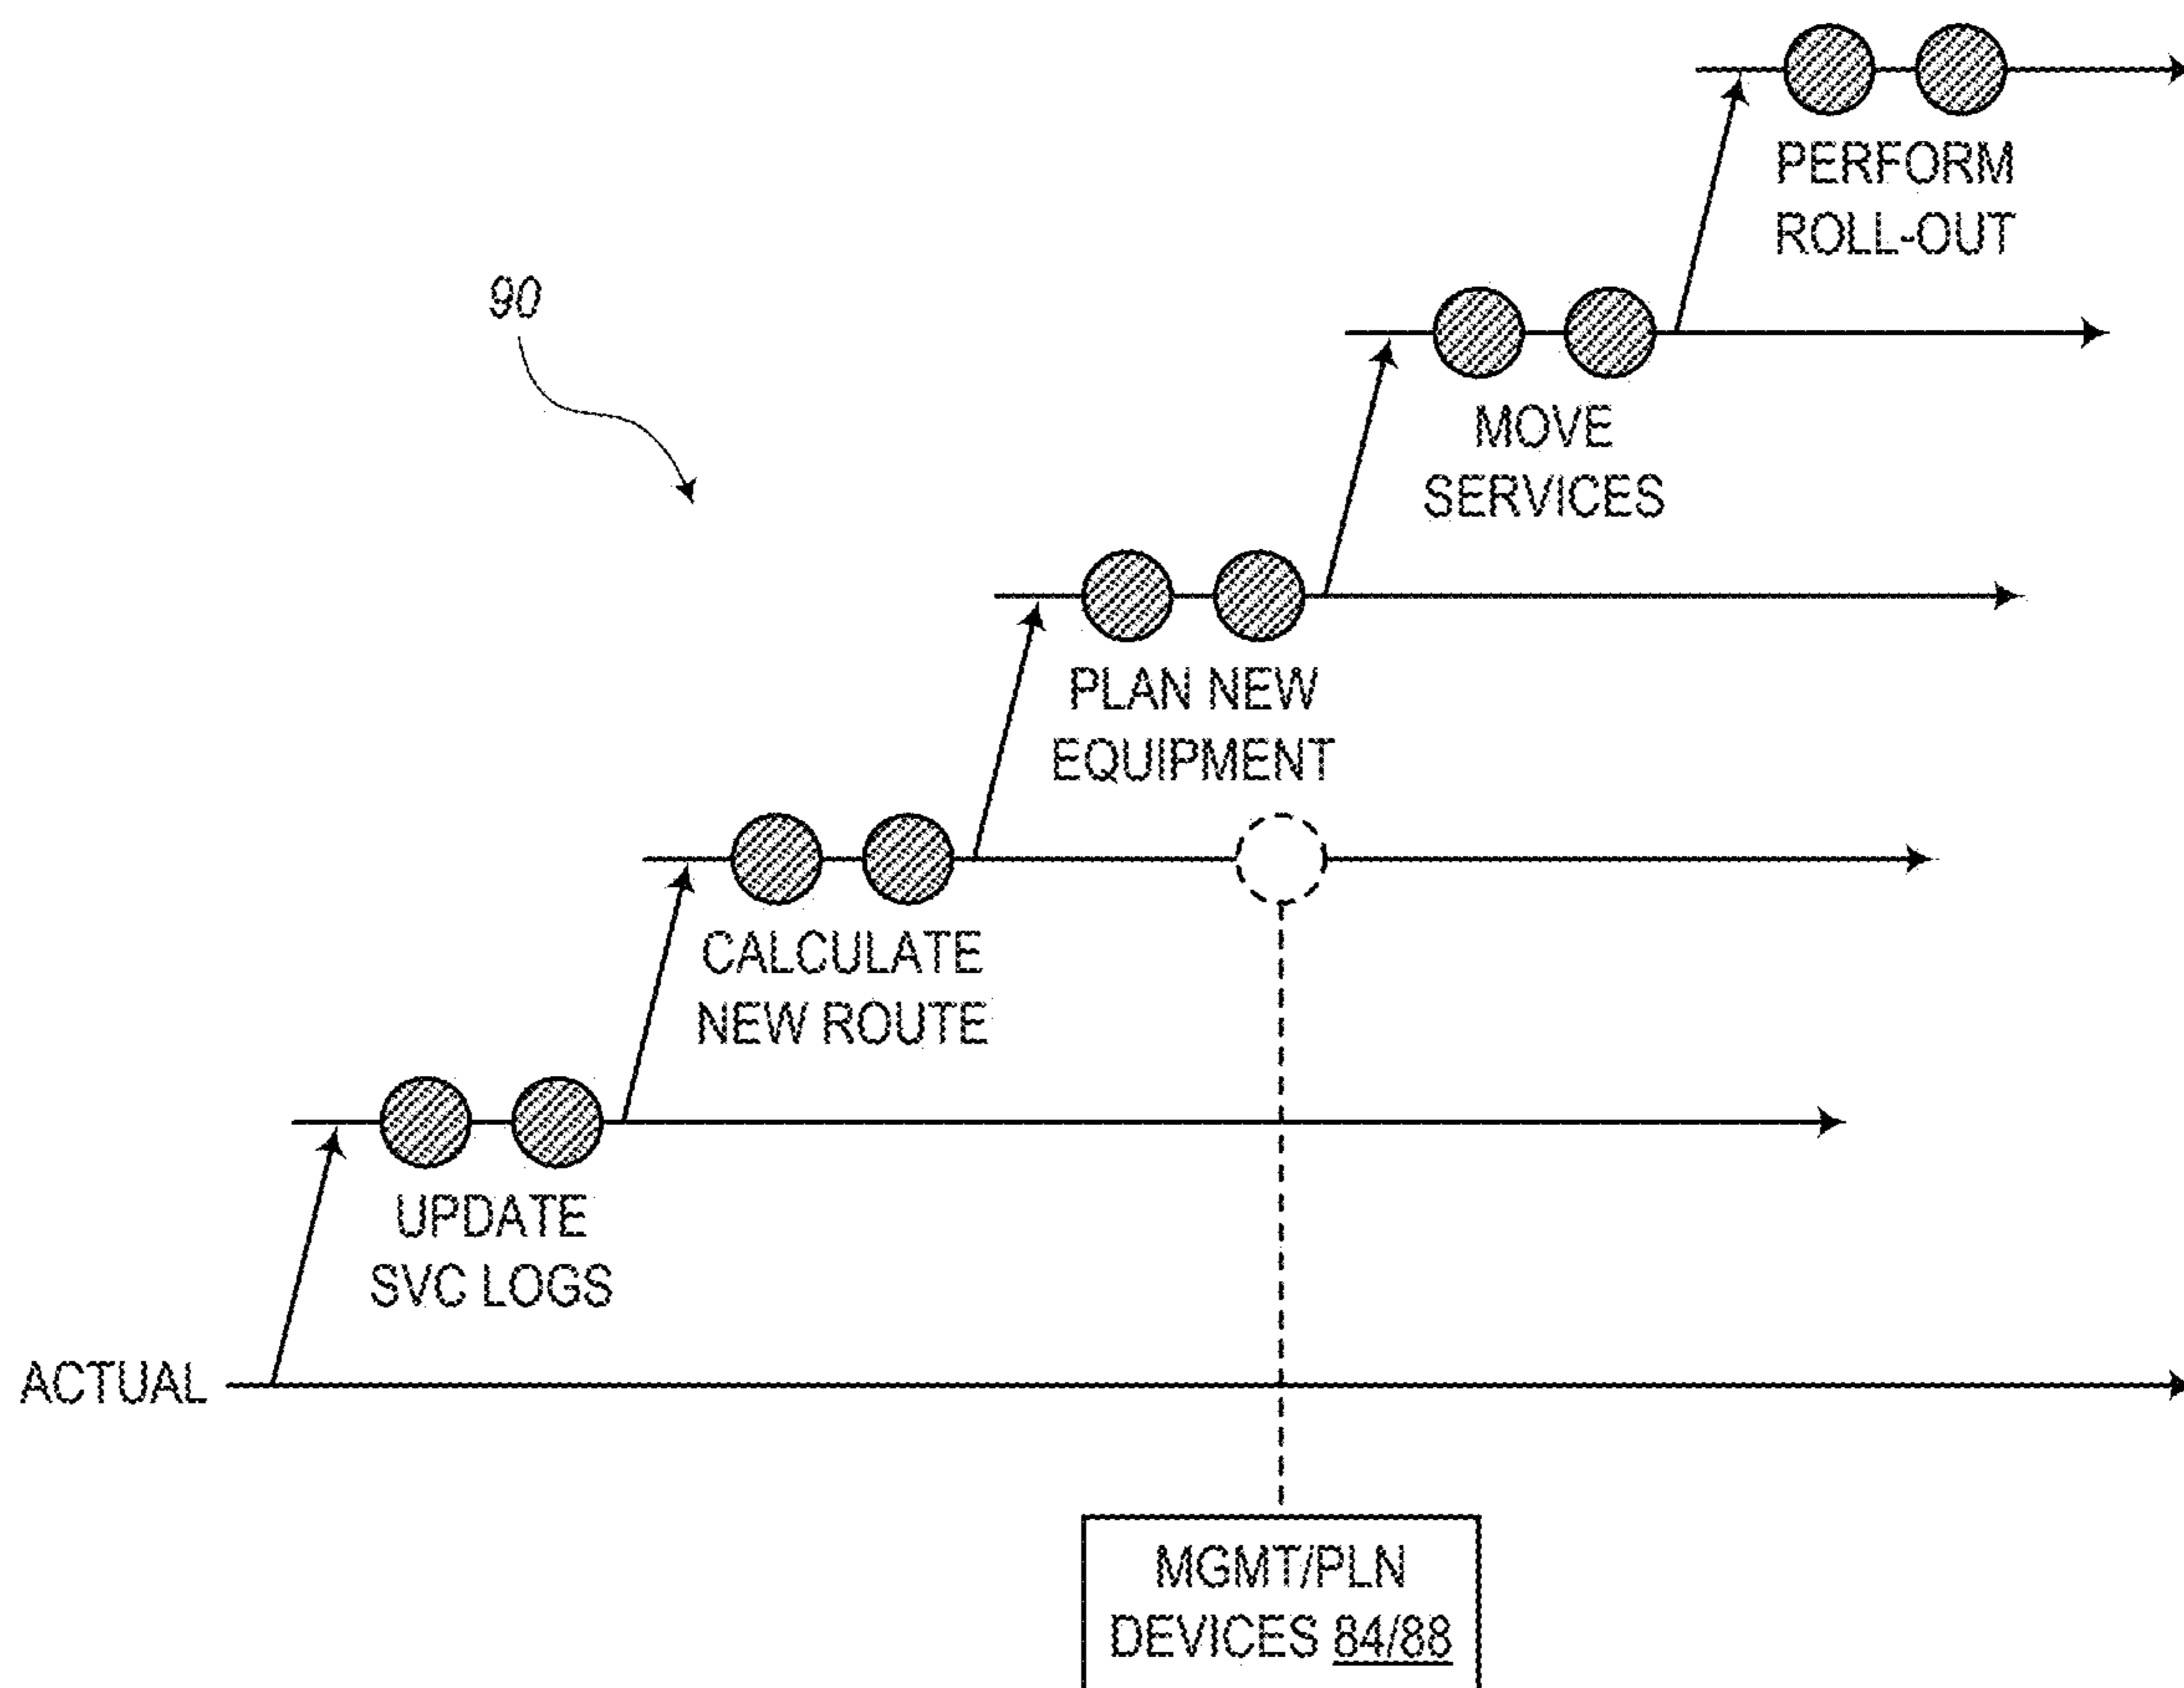 PERFORM
ROLL-OUT
90
MOVE
SERVICES
PLAN NEW
EQUIPMENT
CALCULATE
NEW ROUTE
UPDATE
SVC LOGS
ACTUAL
MGMT/PLN
DEVICES 84/88